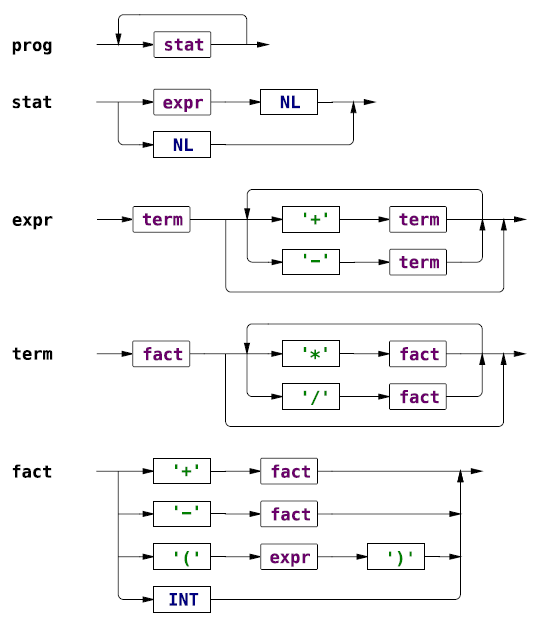 prog stat
stat expr NL
NL
expr term '+' term
'−' term
term fact '*' fact
'/' fact
fact '+' fact
'−' fact
'(' expr ')'
INT